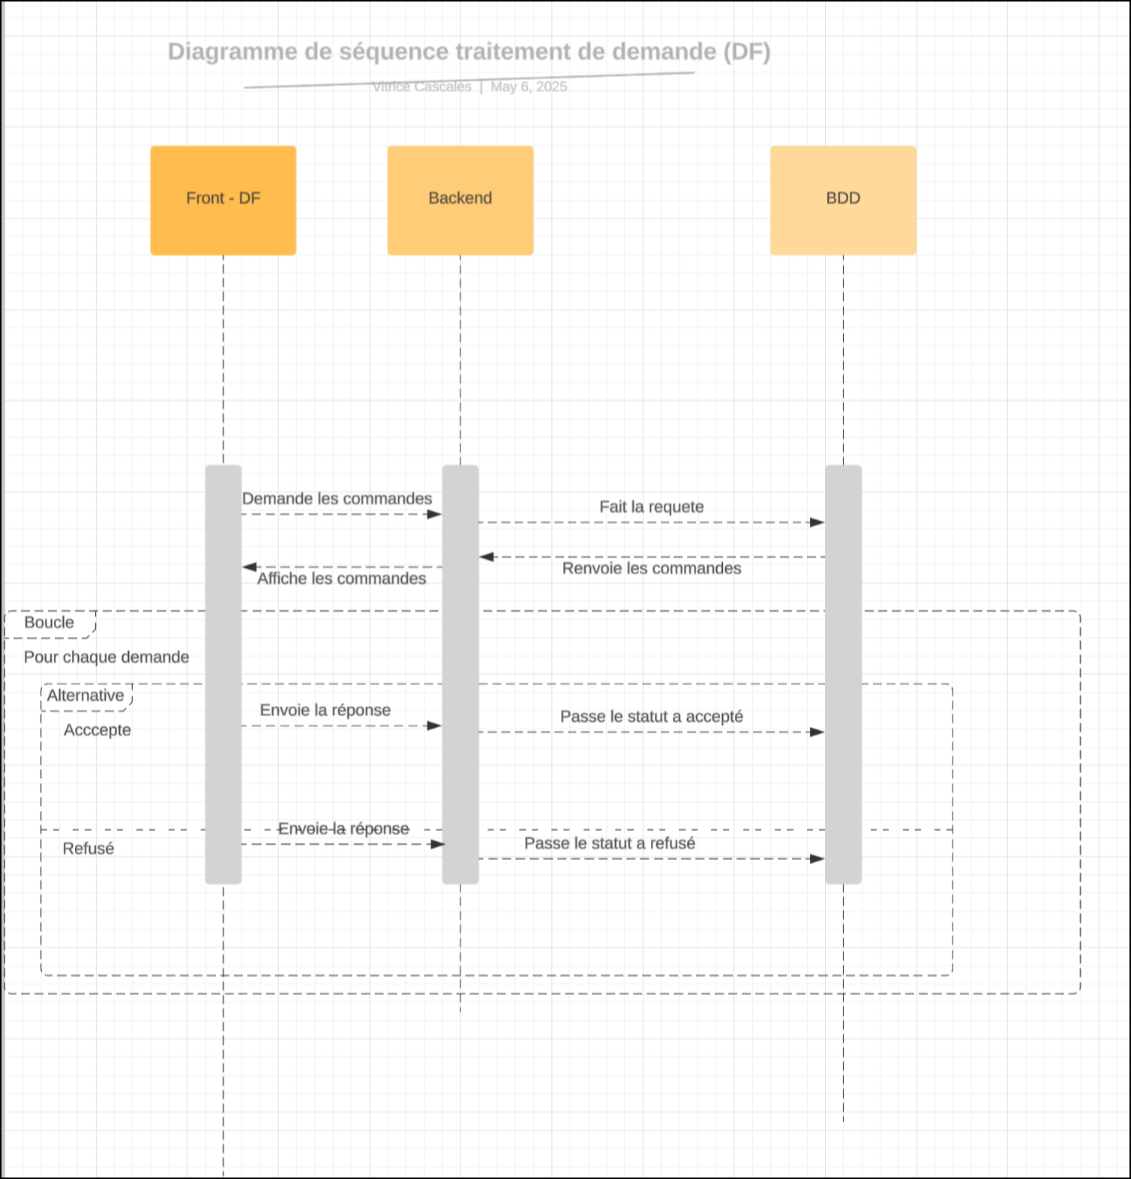 Diagramme de séquence traitement de demande (DF)
Vitrice Cascales | May 6, 2025
Front - DF
Backend
BDD
Demande les commandes
Fait la requete
Renvoie les commandes
Affiche les commandes
Boucle
Pour chaque demande
Alternative
Acccepte
Envoie la réponse
Passe le statut a accepté
Envoie la réponse
Refusé
Passe le statut a refusé